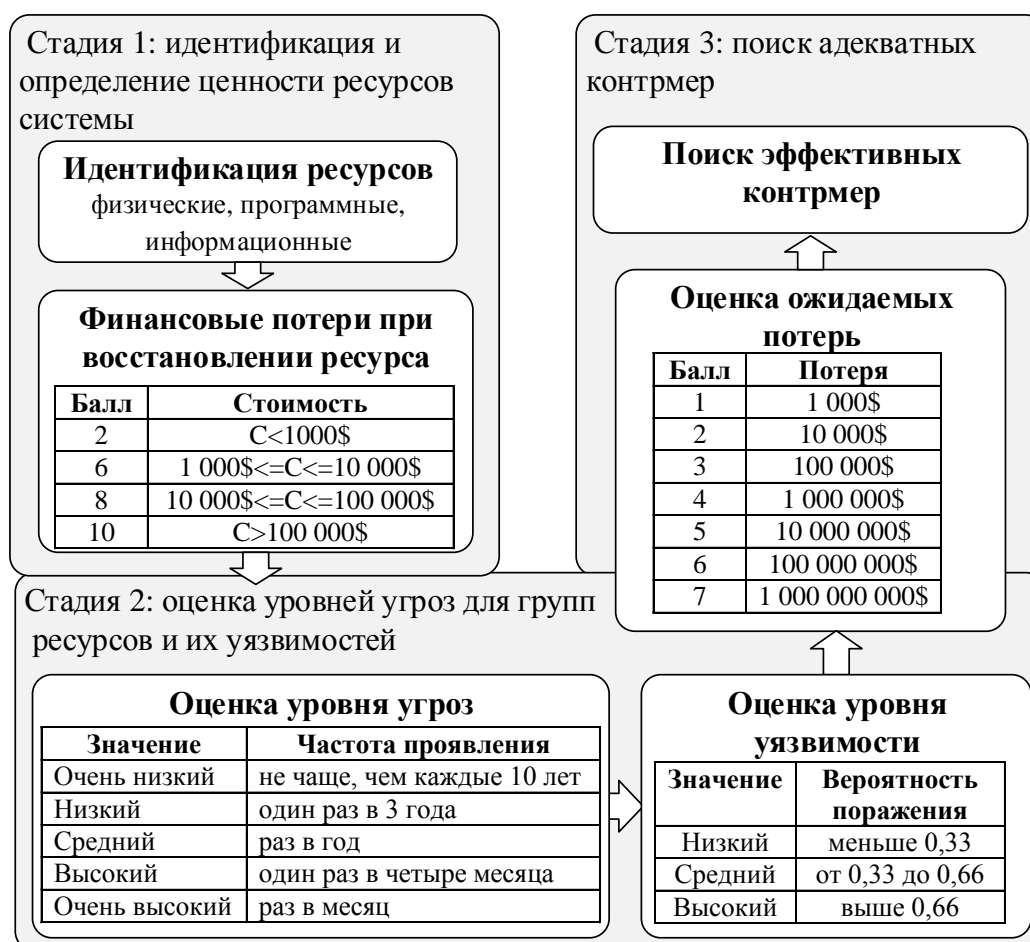 Стадия 1: идентификация и
определение ценности ресурсов
системы
Идентификация ресурсов
физические, программные,
информационные
Финансовые потери при
восстановлении ресурса
Балл Стоимость
2 C<1000$
6 1 000$<=C<=10 000$
8 10 000$<=C<=100 000$
10 C>100 000$
Стадия 2: оценка уровней угроз для групп
ресурсов и их уязвимостей
Оценка уровня угроз
Значение Частота проявления
Очень низкий не чаще, чем каждые 10 лет
Низкий один раз в 3 года
Средний раз в год
Высокий один раз в четыре месяца
Очень высокий раз в месяц
Оценка уровня
уязвимости
Значение Вероятность
поражения
Низкий меньше 0,33
Средний от 0,33 до 0,66
Высокий выше 0,66
Стадия 3: поиск адекватных
контрмер
Поиск эффективных
контрмер
Оценка ожидаемых
потерь
Балл Потеря
1 1 000$
2 10 000$
3 100 000$
4 1 000 000$
5 10 000 000$
6 100 000 000$
7 1 000 000 000$